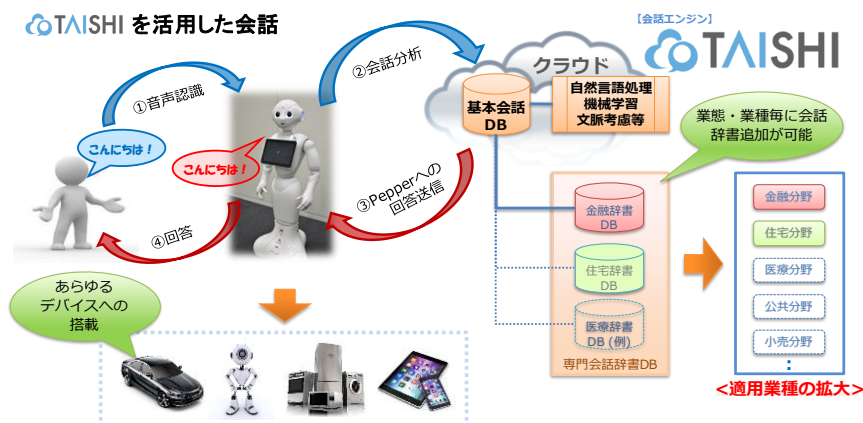 TAISHI を活用した会話
①音声認識
②会話分析
③Pepperへの
回答送信
④回答
こんにちは！
こんにちは！
【会話エンジン】
TAISHI
クラウド
基本会話
DB
自然言語処理
機械学習
文脈考慮等
業態・業種毎に会話
辞書追加が可能
金融辞書
DB
住宅辞書
DB
医療辞書
DB (例)
専門会話辞書DB
金融分野
住宅分野
医療分野
公共分野
小売分野
：
<適用業種の拡大>
あらゆる
デバイスへの
搭載